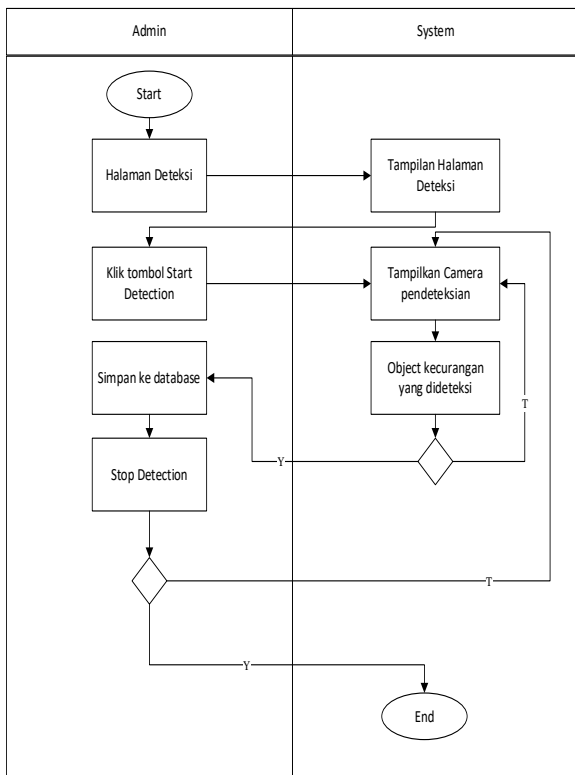 Admin
System
Start
Halaman Deteksi
Tampilan Halaman
Deteksi
Klik tombol Start
Detection
Tampilkan Camera
pendeteksian
Simpan ke database
Object kecurangan
yang dideteksi
T
Y
Stop Detection
T
Y
End